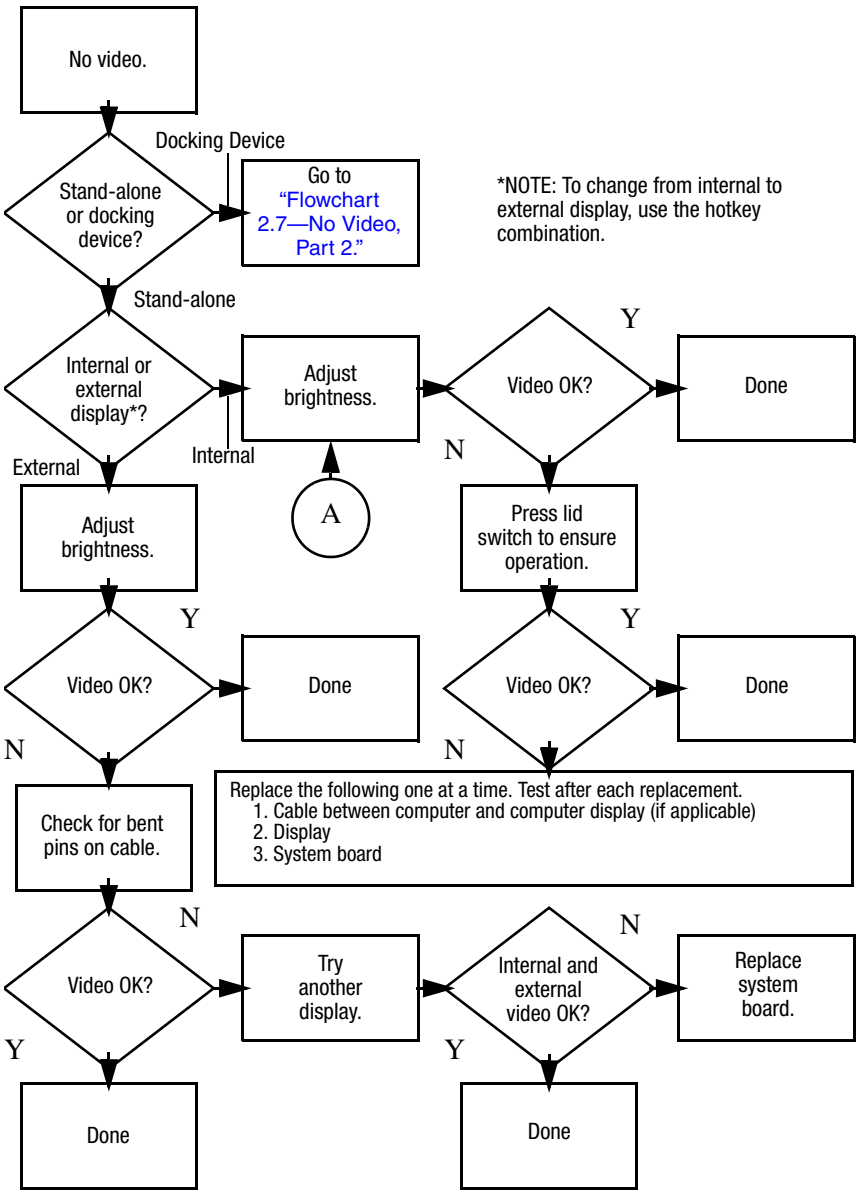 No video.
Docking Device
Stand-alone
or docking
device?
Go to
“Flowchart
2.7—No Video,
Part 2.”
*NOTE: To change from internal to
external display, use the hotkey
combination.
Stand-alone
Internal or
external
display*?
Adjust
brightness.
Video OK?
Y
Done
N
External
Internal
A
Adjust
brightness.
Press lid
switch to ensure
operation.
Y
Video OK?
Done
N
Y
Video OK?
Done
N
Check for bent
pins on cable.
Replace the following one at a time. Test after each replacement.
1. Cable between computer and computer display (if applicable)
2. Display
3. System board
N
Video OK?
Try
another
display.
Internal and
external
video OK?
N
Replace
system
board.
Y
Done
Y
Done